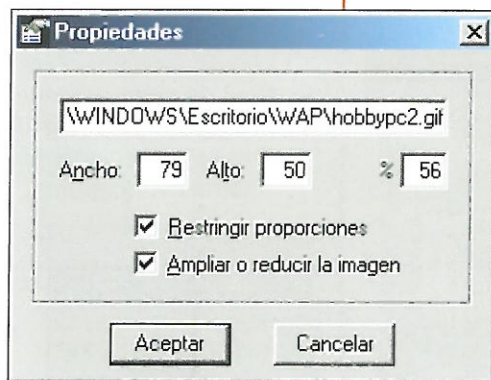 Propiedades
\WINDOWS\Escritorio\WAP\hobbypc2.gif
Ancho: 79 Alto: 50 % 56
Restringir proporciones
Ampliar o reducir la imagen
Aceptar Cancelar